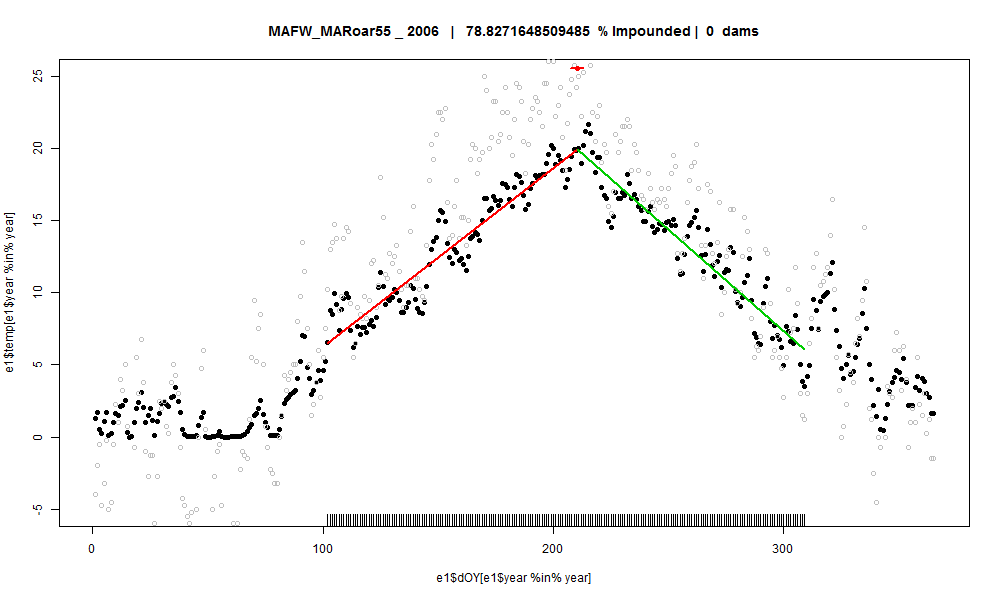 MAFW_MARoar55 _ 2006 | 78.8271648509485 % Impounded | 0 dams
25
20
15
10
5
0
-5
e1$temp[e1$year %in% year]
0 100 200 300
e1$dOY[e1$year %in% year]